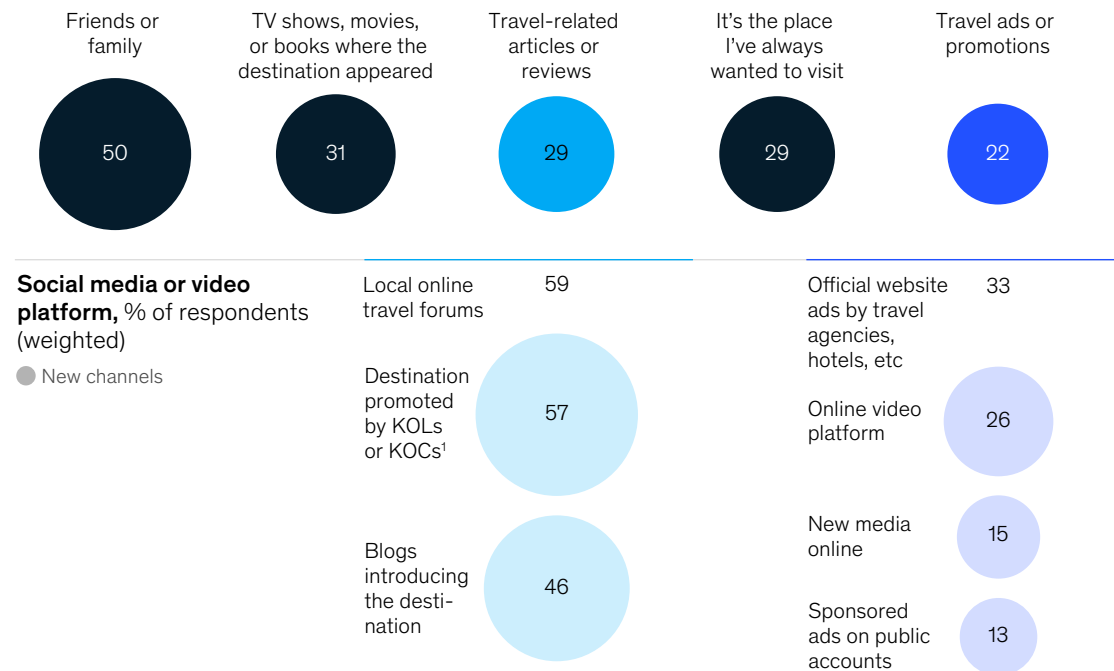 Friends or
family
TV shows, movies,
or books where the
destination appeared
Travel-related
articles or
reviews
It's the place
I've always
wanted to visit
Travel ads or
promotions
50
31
29
29
22
Social media or video
platform, % of respondents
(weighted)
New channels
Local online
travel forums
59
Destination
promoted
by KOLs
or KOCs¹
57
Blogs
introducing
the desti-
nation
46
Official website
ads by travel
agencies,
hotels, etc
33
Online video
platform
26
New media
online
15
Sponsored
ads on public
accounts
13